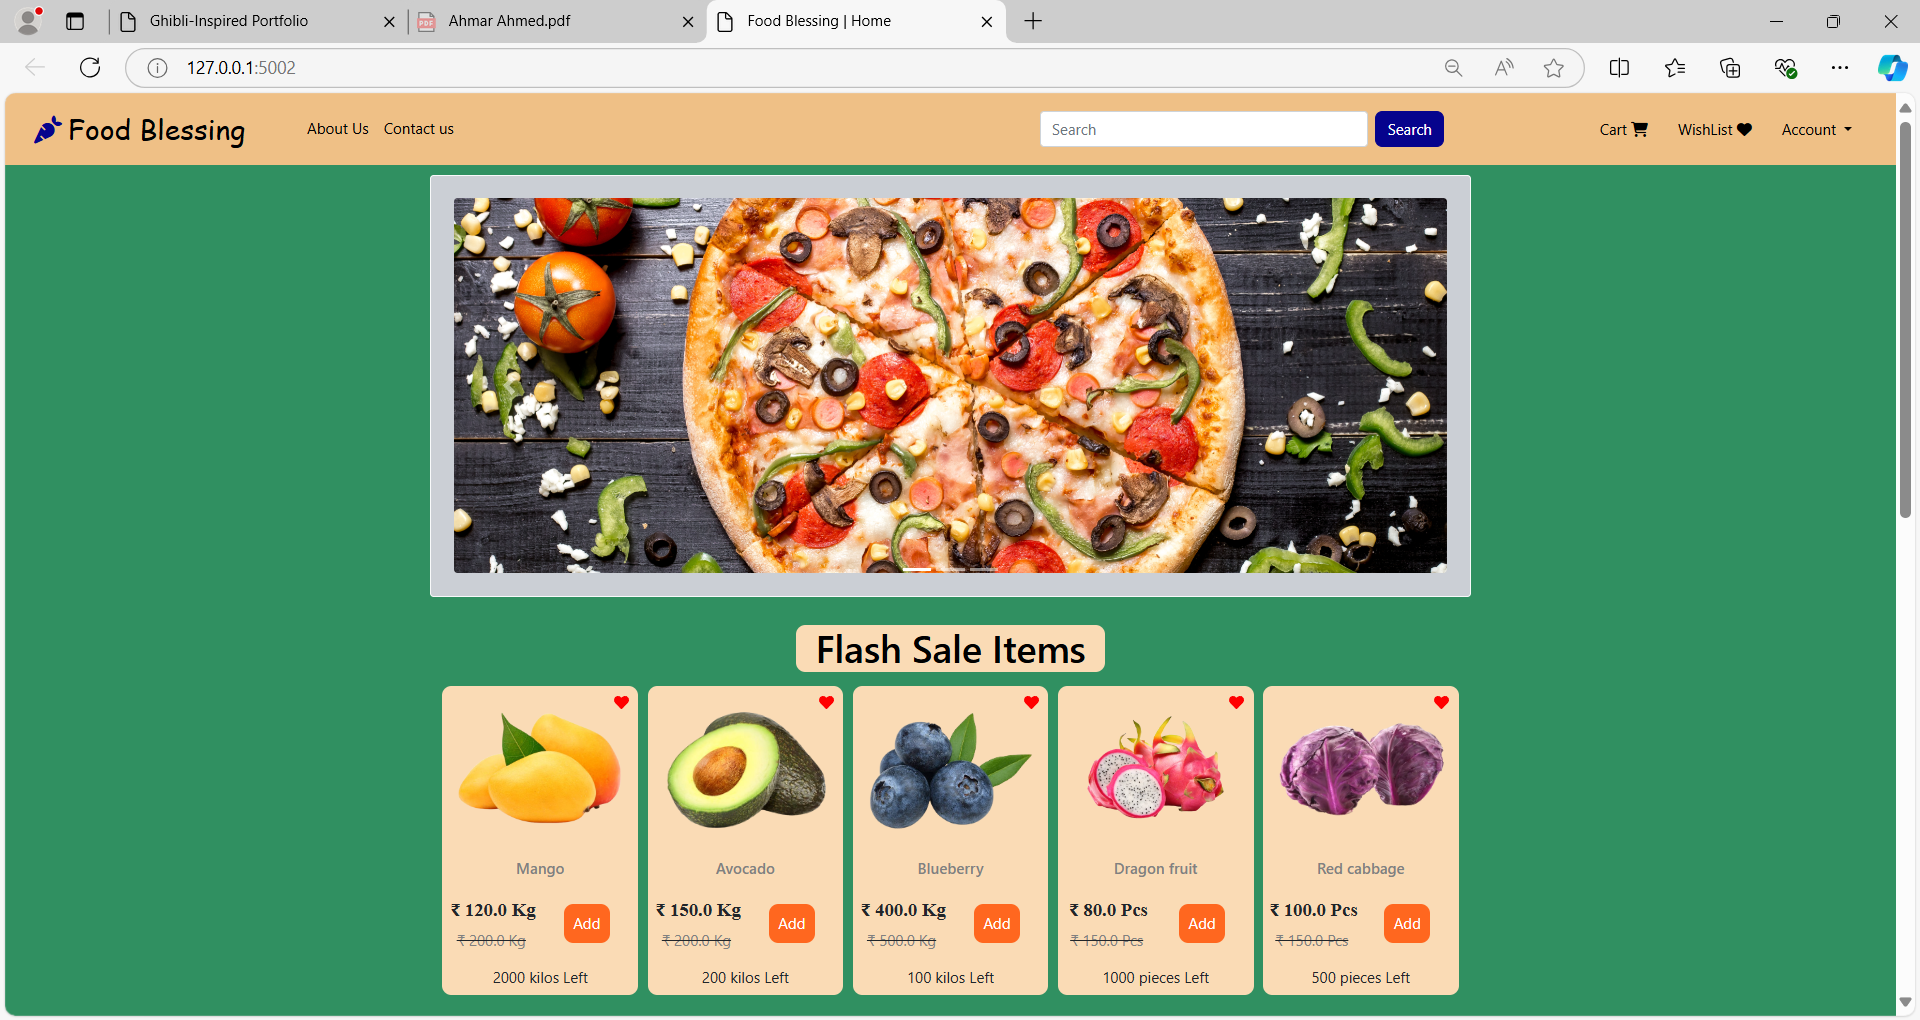 Ghibli-Inspired Portfolio
PDF
Ahmar Ahmed.pdf
Food Blessing | Home
127.0.0.1:5002
Food Blessing
About Us
Contact us
Search
Search
Cart
WishList
Account
Flash Sale Items
Mango
₹ 120.0 Kg
₹ 200.0 Kg
Add
2000 kilos Left
Avocado
₹ 150.0 Kg
₹ 200.0 Kg
Add
200 kilos Left
Blueberry
₹ 400.0 Kg
₹ 500.0 Kg
Add
100 kilos Left
Dragon fruit
₹ 80.0 Pcs
₹ 150.0 Pcs
Add
1000 pieces Left
Red cabbage
₹ 100.0 Pcs
₹ 150.0 Pcs
Add
500 pieces Left